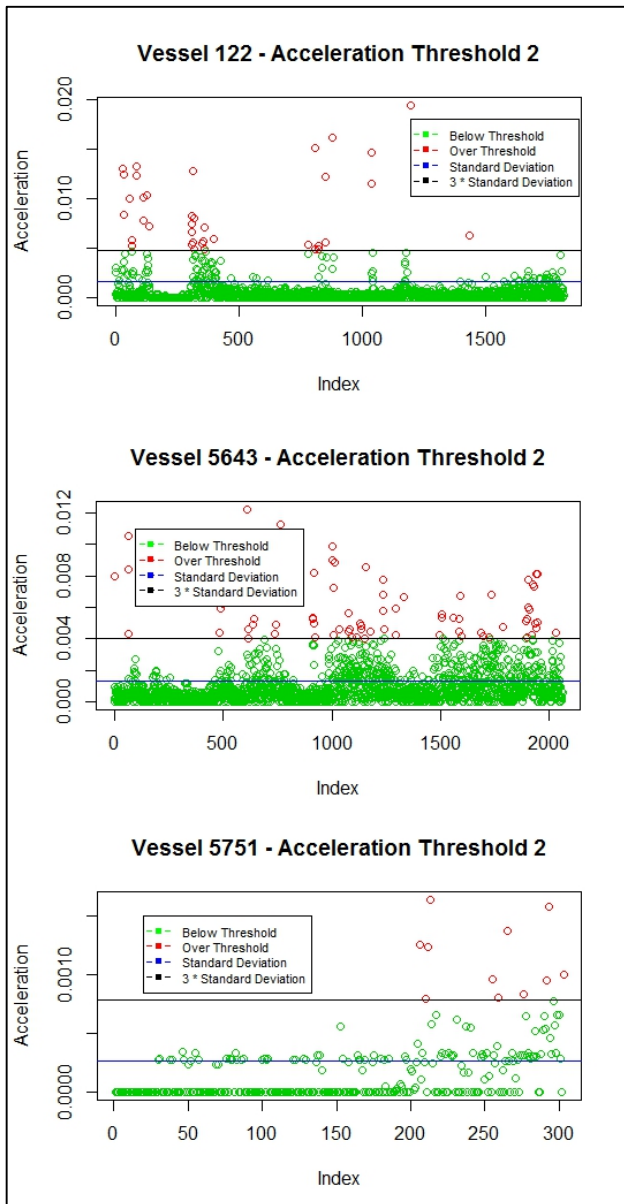 Vessel 122 - Acceleration Threshold 2
0.020
0.010
0.000
Acceleration
Below Threshold
Over Threshold
Standard Deviation
3 * Standard Deviation
0 500 1000 1500
Index
Vessel 5643 - Acceleration Threshold 2
0.012
0.008
0.004
0.000
Acceleration
Below Threshold
Over Threshold
Standard Deviation
3 * Standard Deviation
0 500 1000 1500 2000
Index
Vessel 5751 - Acceleration Threshold 2
0.0010
0.0000
Acceleration
Below Threshold
Over Threshold
Standard Deviation
3 * Standard Deviation
0 50 100 150 200 250 300
Index